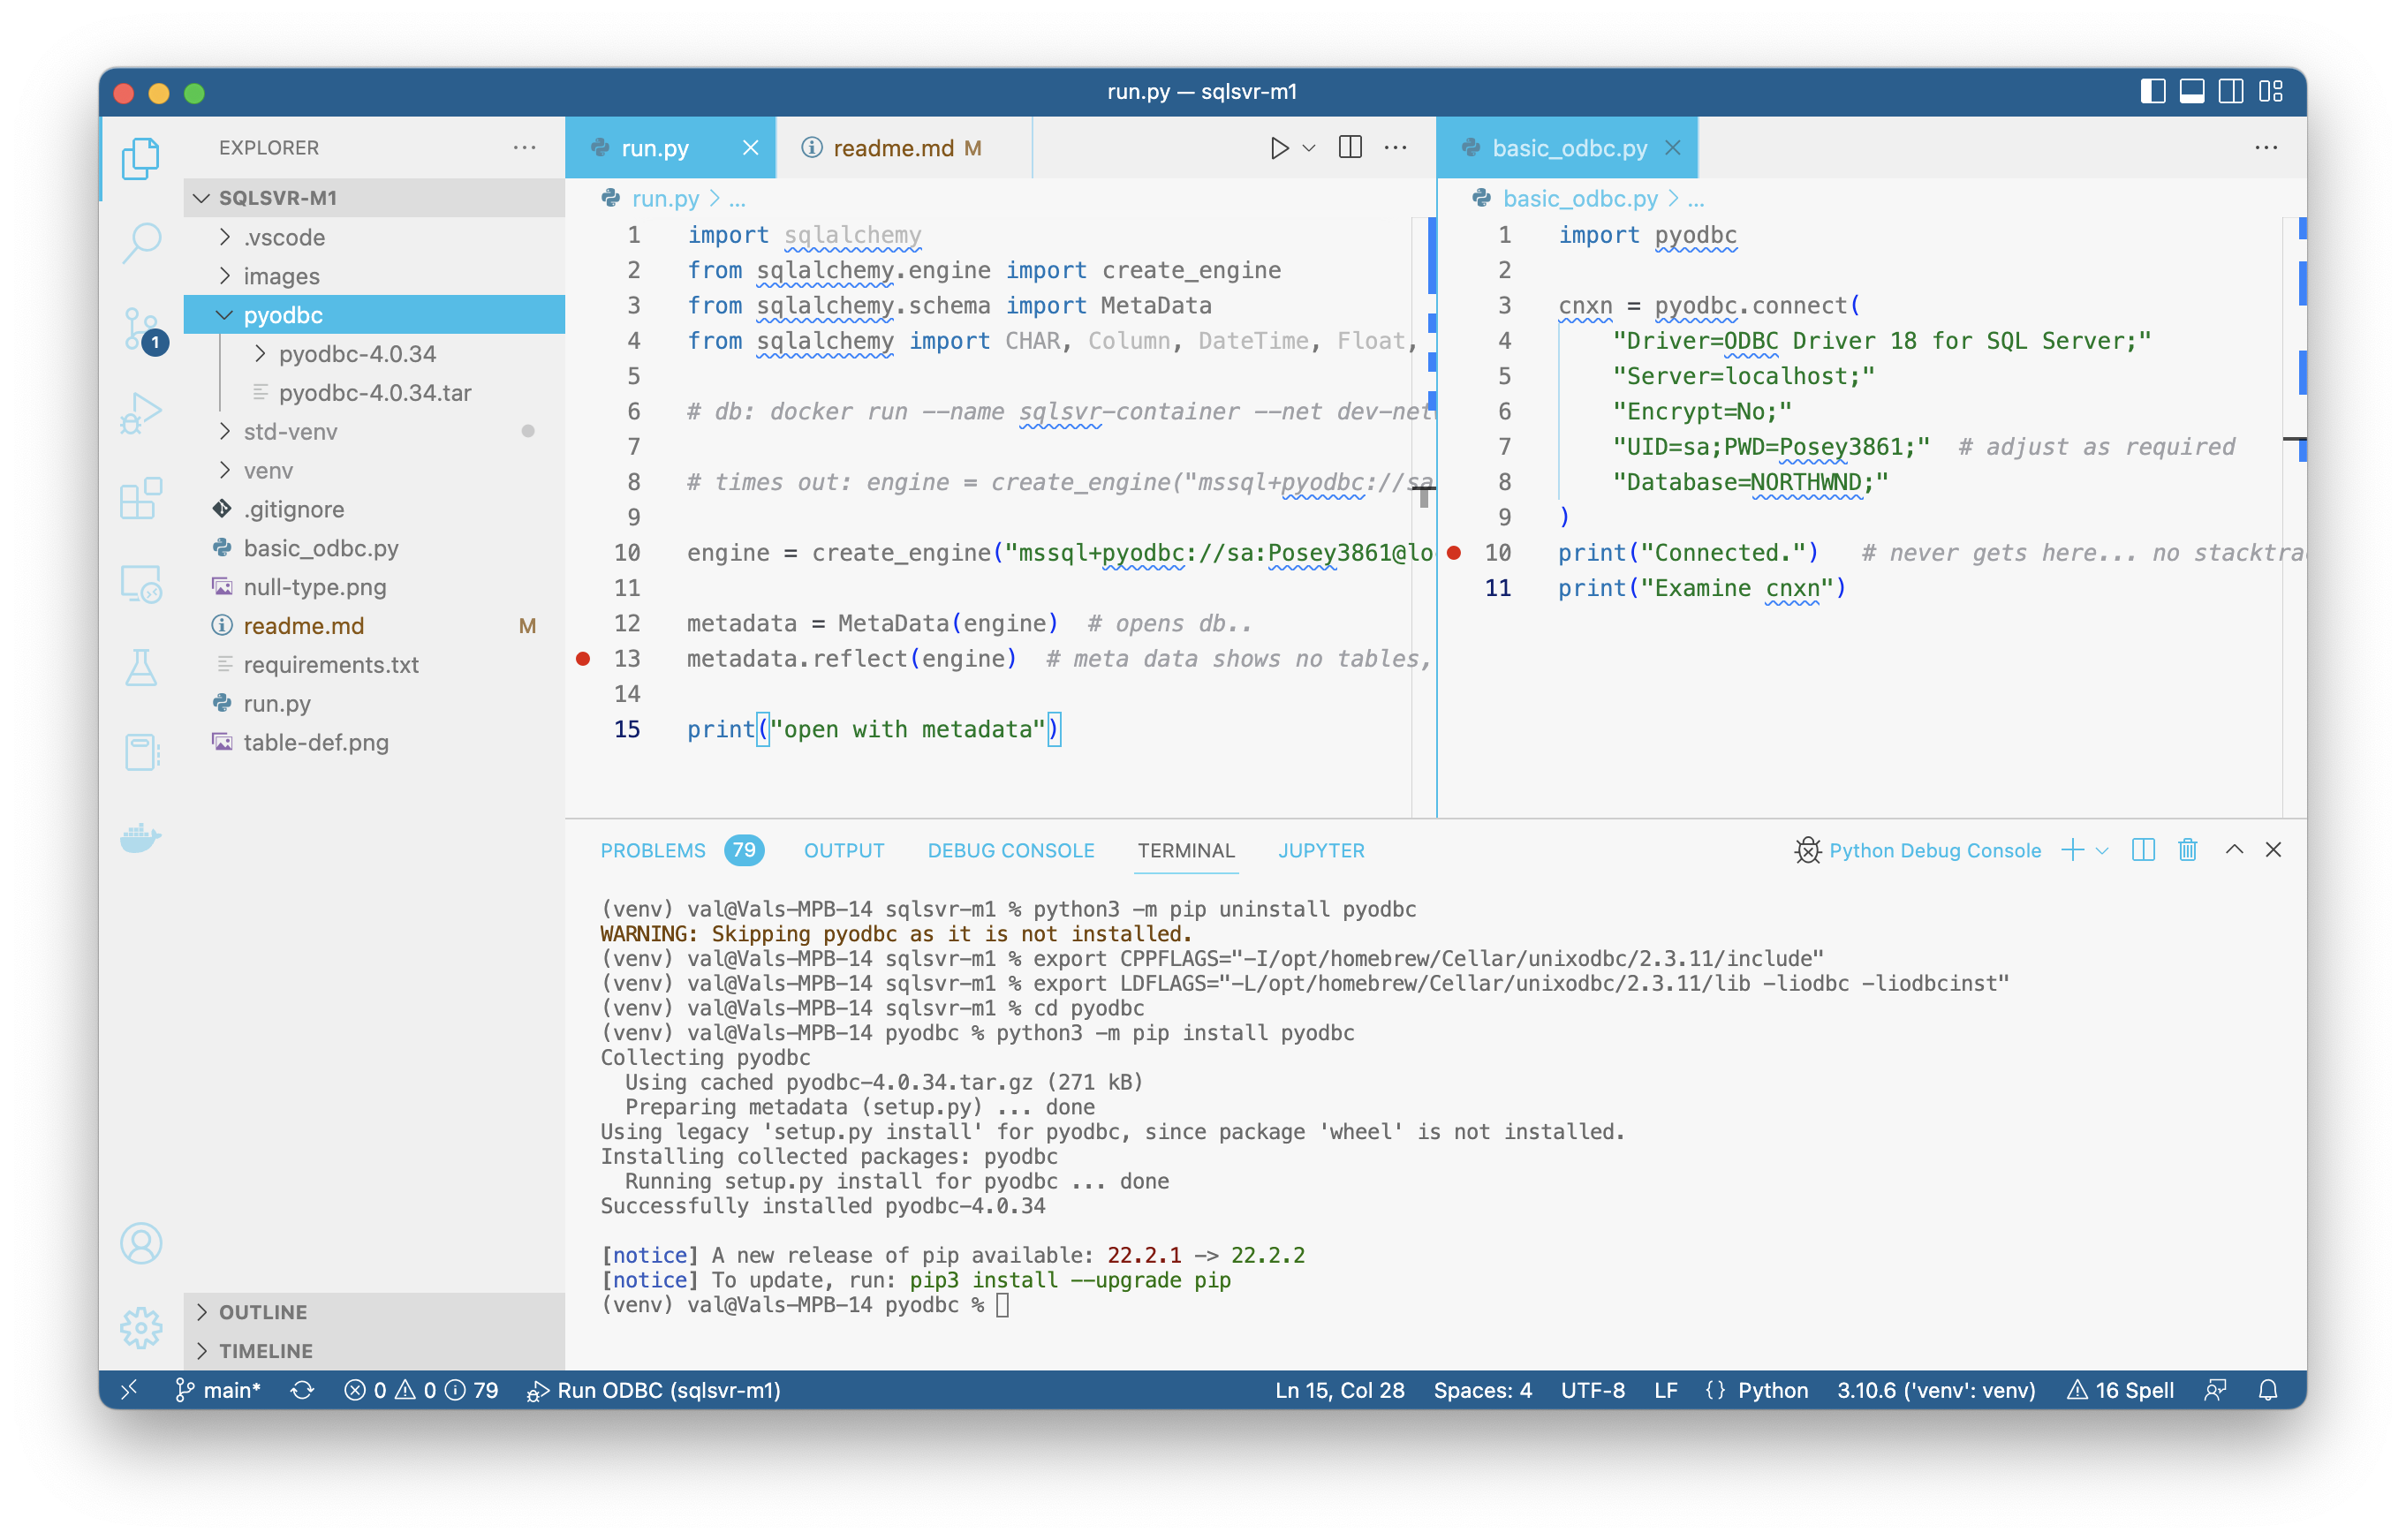 run.py — sqlsvr-m1
EXPLORER
SQLSVR-M1
.vscode
images
pyodbc
pyodbc-4.0.34
pyodbc-4.0.34.tar
std-venv
venv
.gitignore
basic_odbc.py
null-type.png
readme.md M
requirements.txt
run.py
table-def.png
OUTLINE
TIMELINE
1
run.py
readme.md M
run.py > ...
1 import sqlalchemy
2 from sqlalchemy.engine import create_engine
3 from sqlalchemy.schema import MetaData
4 from sqlalchemy import CHAR, Column, DateTime, Float,
5
6 # db: docker run --name sqlsvr-container --net dev-net
7
8 # times out: engine = create_engine("mssql+pyodbc://sa
9
10 engine = create_engine("mssql+pyodbc://sa:Posey3861@lo
11
12 metadata = MetaData(engine)  # opens db..
13 metadata.reflect(engine)  # meta data shows no tables,
14
15 print("open with metadata")
basic_odbc.py
basic_odbc.py > ...
1 import pyodbc
2
3 cnxn = pyodbc.connect(
4     "Driver=ODBC Driver 18 for SQL Server;"
5     "Server=localhost;"
6     "Encrypt=No;"
7     "UID=sa;PWD=Posey3861;"  # adjust as required
8     "Database=NORTHWND;"
9 )
10 print("Connected.")   # never gets here... no stacktra
11 print("Examine cnxn")
PROBLEMS 79 OUTPUT DEBUG CONSOLE TERMINAL JUPYTER Python Debug Console
(venv) val@Vals-MPB-14 sqlsvr-m1 % python3 -m pip uninstall pyodbc
WARNING: Skipping pyodbc as it is not installed.
(venv) val@Vals-MPB-14 sqlsvr-m1 % export CPPFLAGS="-I/opt/homebrew/Cellar/unixodbc/2.3.11/include"
(venv) val@Vals-MPB-14 sqlsvr-m1 % export LDFLAGS="-L/opt/homebrew/Cellar/unixodbc/2.3.11/lib -liodbc -liodbcinst"
(venv) val@Vals-MPB-14 sqlsvr-m1 % cd pyodbc
(venv) val@Vals-MPB-14 pyodbc % python3 -m pip install pyodbc
Collecting pyodbc
  Using cached pyodbc-4.0.34.tar.gz (271 kB)
  Preparing metadata (setup.py) ... done
Using legacy 'setup.py install' for pyodbc, since package 'wheel' is not installed.
Installing collected packages: pyodbc
  Running setup.py install for pyodbc ... done
Successfully installed pyodbc-4.0.34
[notice] A new release of pip available: 22.2.1 -> 22.2.2
[notice] To update, run: pip3 install --upgrade pip
(venv) val@Vals-MPB-14 pyodbc %
main* 0 0 79 Run ODBC (sqlsvr-m1) Ln 15, Col 28 Spaces: 4 UTF-8 LF {} Python 3.10.6 ('venv': venv) 16 Spell